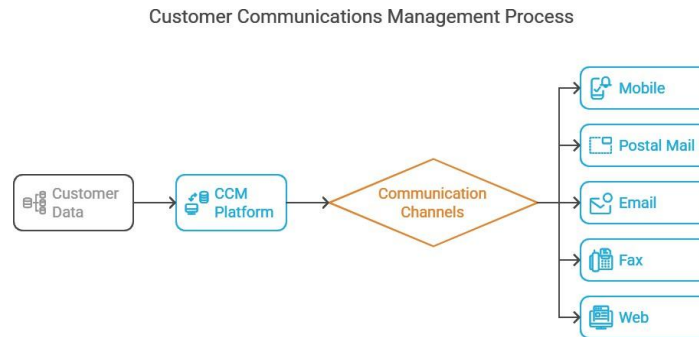 Customer Communications Management Process
Customer
Data
CCM
Platform
Communication
Channels
Mobile
Postal Mail
Email
Fax
Web